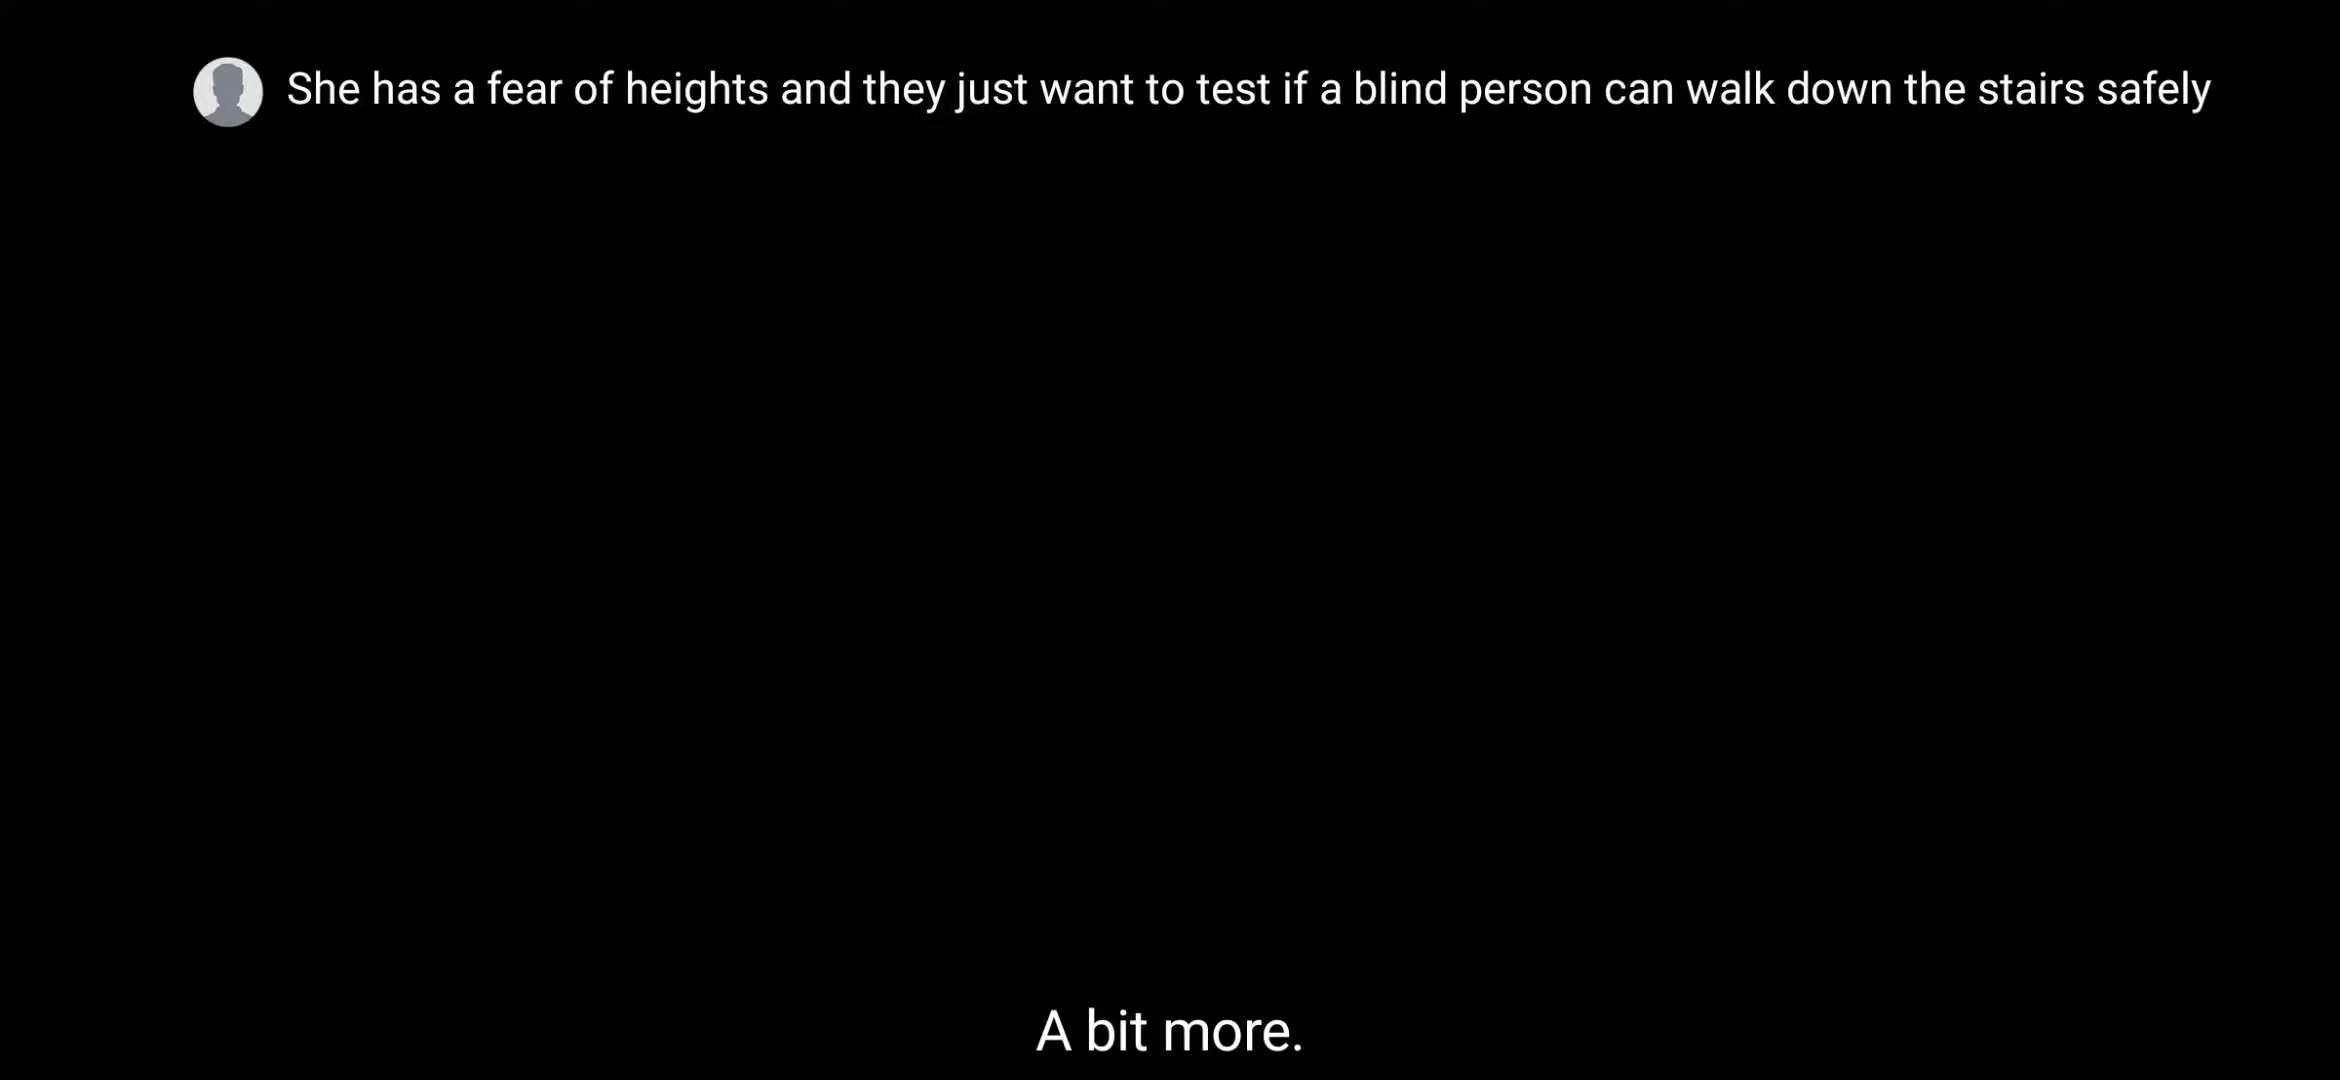 She has a fear of heights and they just want to test if a blind person can walk down the stairs safely
A bit more.